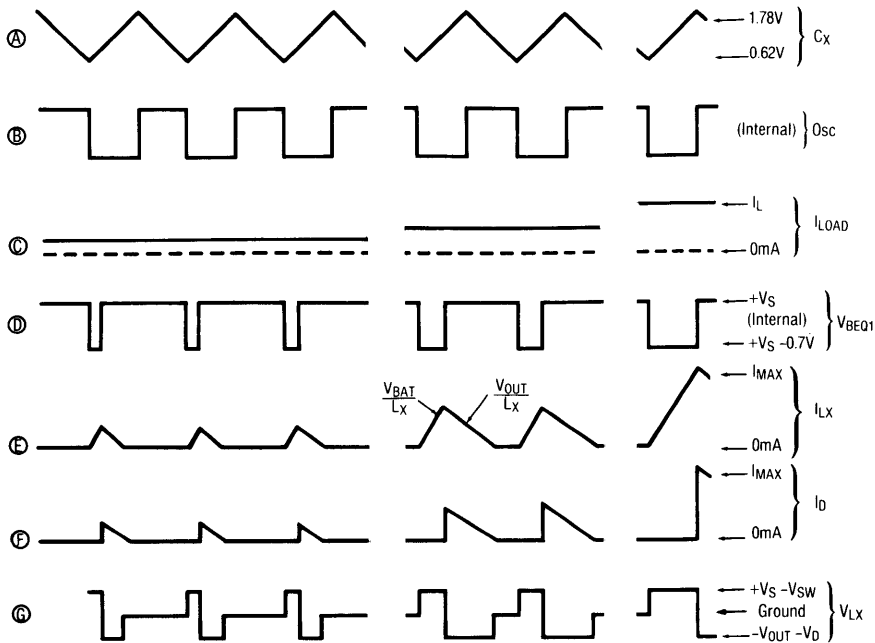 Ⓐ
1.78V
0.62V
CX
Ⓑ
(Internal)
Osc
Ⓒ
IL
0mA
ILOAD
Ⓓ
+VS
(Internal)
+VS −0.7V
VBEQ1
Ⓔ
VBAT
LX
VOUT
LX
IMAX
0mA
ILX
Ⓕ
IMAX
0mA
ID
Ⓖ
+VS −VSW
Ground
−VOUT −VD
VLX